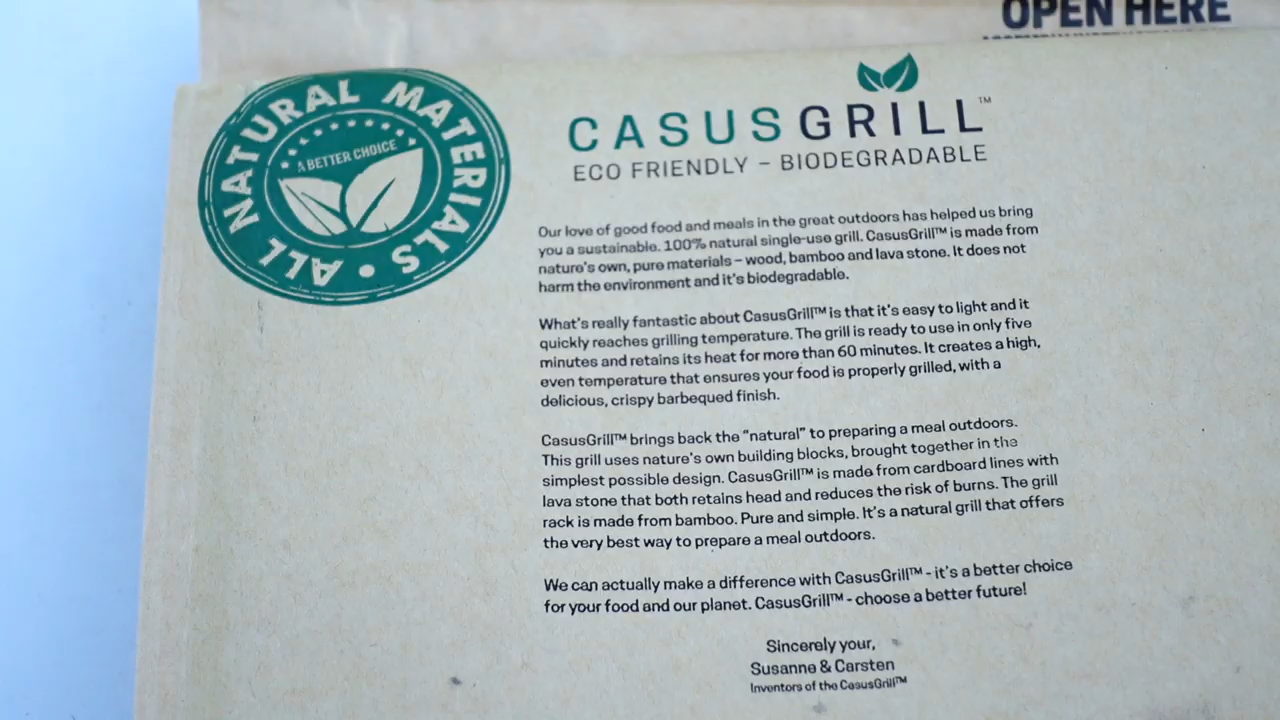 OPEN HERE
ALL NATURAL MATERIALS •
A BETTER CHOICE
CASUSGRILL™
ECO FRIENDLY – BIODEGRADABLE
Our love of good food and meals in the great outdoors has helped us bring
you a sustainable. 100% natural single-use grill. CasusGrill™ is made from
nature's own, pure materials – wood, bamboo and lava stone. It does not
harm the environment and it's biodegradable.
What's really fantastic about CasusGrill™ is that it's easy to light and it
quickly reaches grilling temperature. The grill is ready to use in only five
minutes and retains its heat for more than 60 minutes. It creates a high,
even temperature that ensures your food is properly grilled, with a
delicious, crispy barbequed finish.
CasusGrill™ brings back the "natural" to preparing a meal outdoors.
This grill uses nature's own building blocks, brought together in the
simplest possible design. CasusGrill™ is made from cardboard lines with
lava stone that both retains head and reduces the risk of burns. The grill
rack is made from bamboo. Pure and simple. It's a natural grill that offers
the very best way to prepare a meal outdoors.
We can actually make a difference with CasusGrill™ - it's a better choice
for your food and our planet. CasusGrill™ - choose a better future!
Sincerely your,
Susanne & Carsten
Inventors of the CasusGrill™